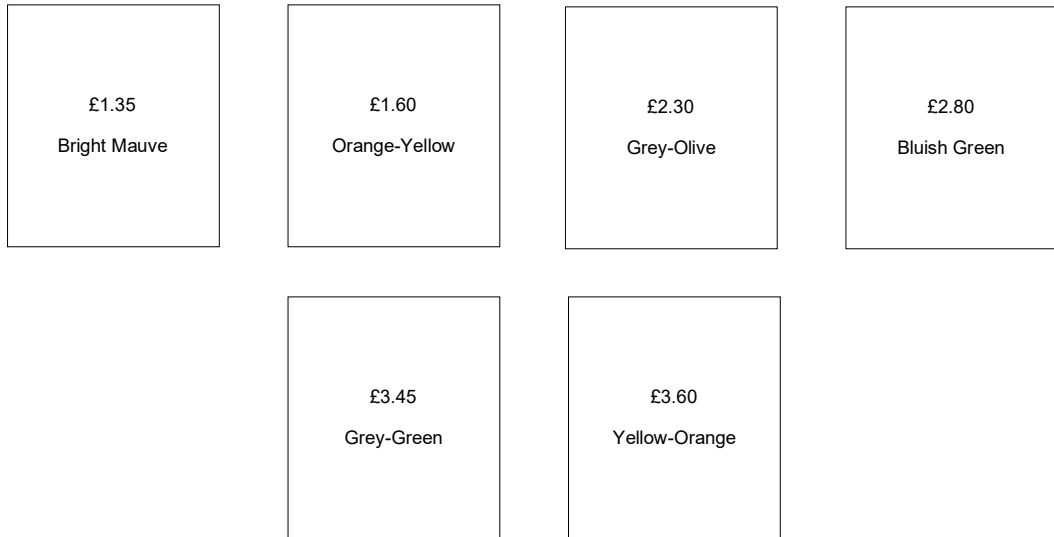 £1.35
Bright Mauve
£1.60
Orange-Yellow
£2.30
Grey-Olive
£2.80
Bluish Green
£3.45
Grey-Green
£3.60
Yellow-Orange